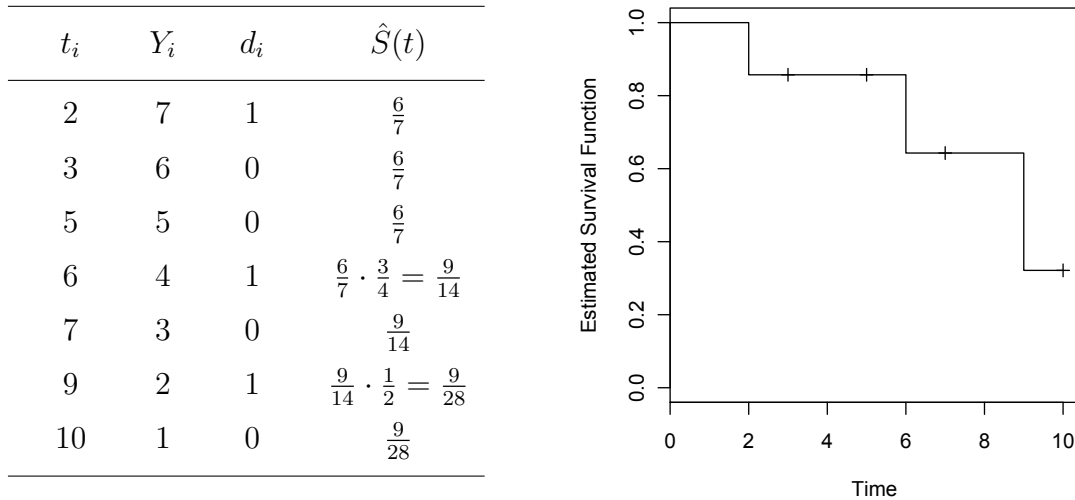 t_i Y_i d_i Ŝ(t)
2 7 1 6/7
3 6 0 6/7
5 5 0 6/7
6 4 1 6/7 · 3/4 = 9/14
7 3 0 9/14
9 2 1 9/14 · 1/2 = 9/28
10 1 0 9/28
Estimated Survival Function
1.0
0.8
0.6
0.4
0.2
0.0
0 2 4 6 8 10
Time